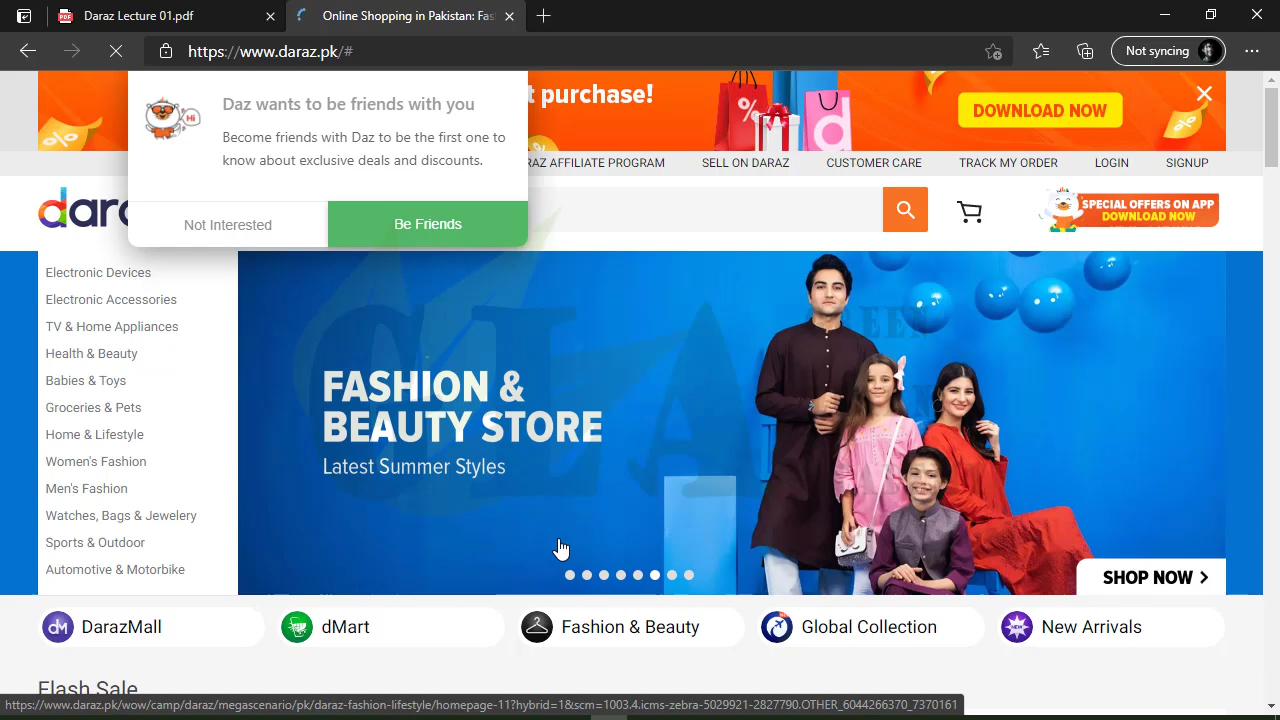 Daraz Lecture 01.pdf
Online Shopping in Pakistan: Fas
https://www.daraz.pk/#
Not syncing
Daz wants to be friends with you
Hi
Become friends with Daz to be the first one to
know about exclusive deals and discounts.
Not Interested
Be Friends
t purchase!
DOWNLOAD NOW
RAZ AFFILIATE PROGRAM
SELL ON DARAZ
CUSTOMER CARE
TRACK MY ORDER
LOGIN
SIGNUP
dara
SPECIAL OFFERS ON APP
DOWNLOAD NOW
Electronic Devices
Electronic Accessories
TV & Home Appliances
Health & Beauty
Babies & Toys
Groceries & Pets
Home & Lifestyle
Women's Fashion
Men's Fashion
Watches, Bags & Jewelery
Sports & Outdoor
Automotive & Motorbike
FASHION &
BEAUTY STORE
Latest Summer Styles
SHOP NOW
DarazMall
dMart
Fashion & Beauty
Global Collection
New Arrivals
Flash Sale
https://www.daraz.pk/wow/camp/daraz/megascenario/pk/daraz-fashion-lifestyle/homepage-11?hybrid=1&scm=1003.4.icms-zebra-5029921-2827790.OTHER_6044266370_7370161